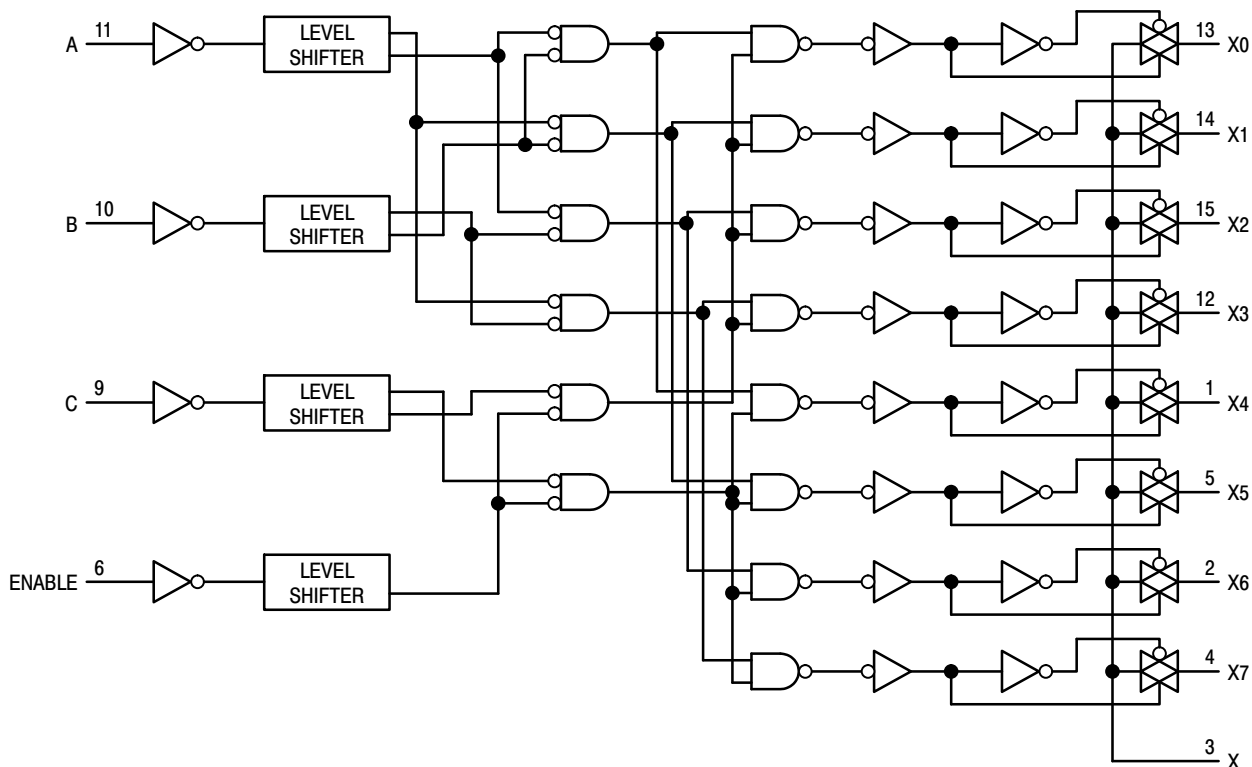 A 11 LEVEL SHIFTER 13 X0
14 X1
B 10 LEVEL SHIFTER 15 X2
12 X3
C 9 LEVEL SHIFTER 1 X4
5 X5
ENABLE 6 LEVEL SHIFTER 2 X6
4 X7
3 X